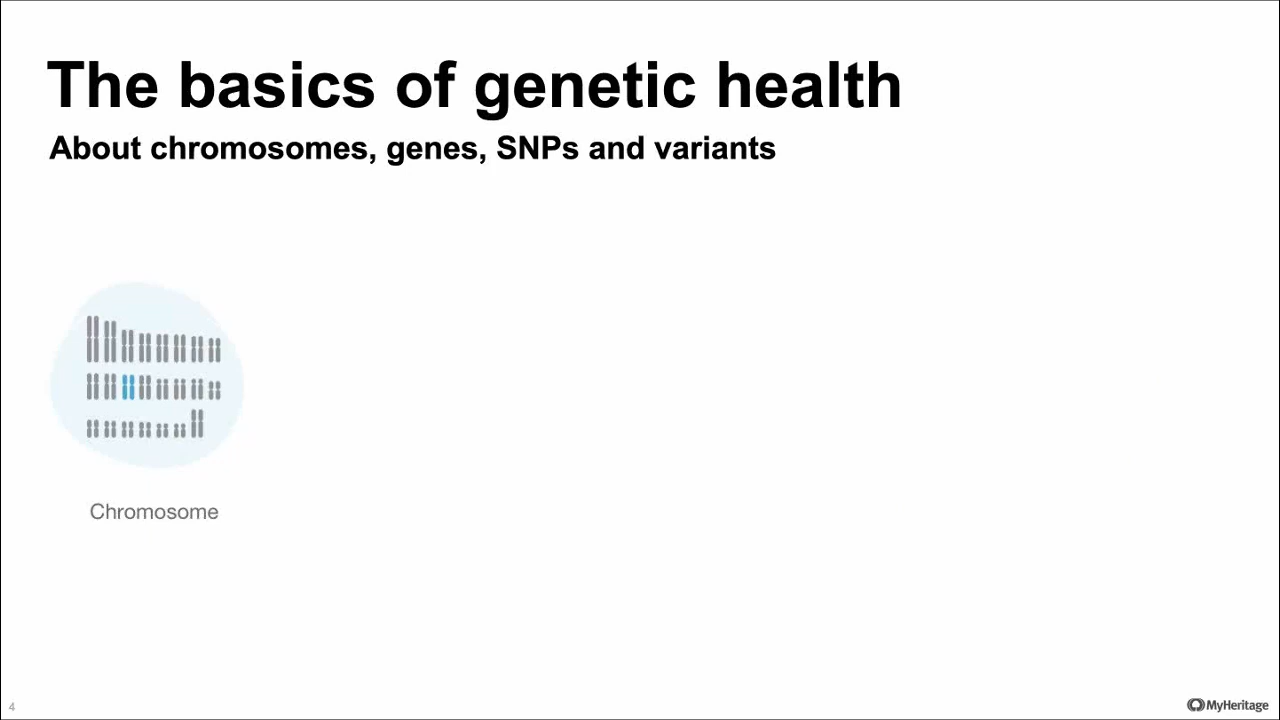 The basics of genetic health
About chromosomes, genes, SNPs and variants
Chromosome
4
MyHeritage